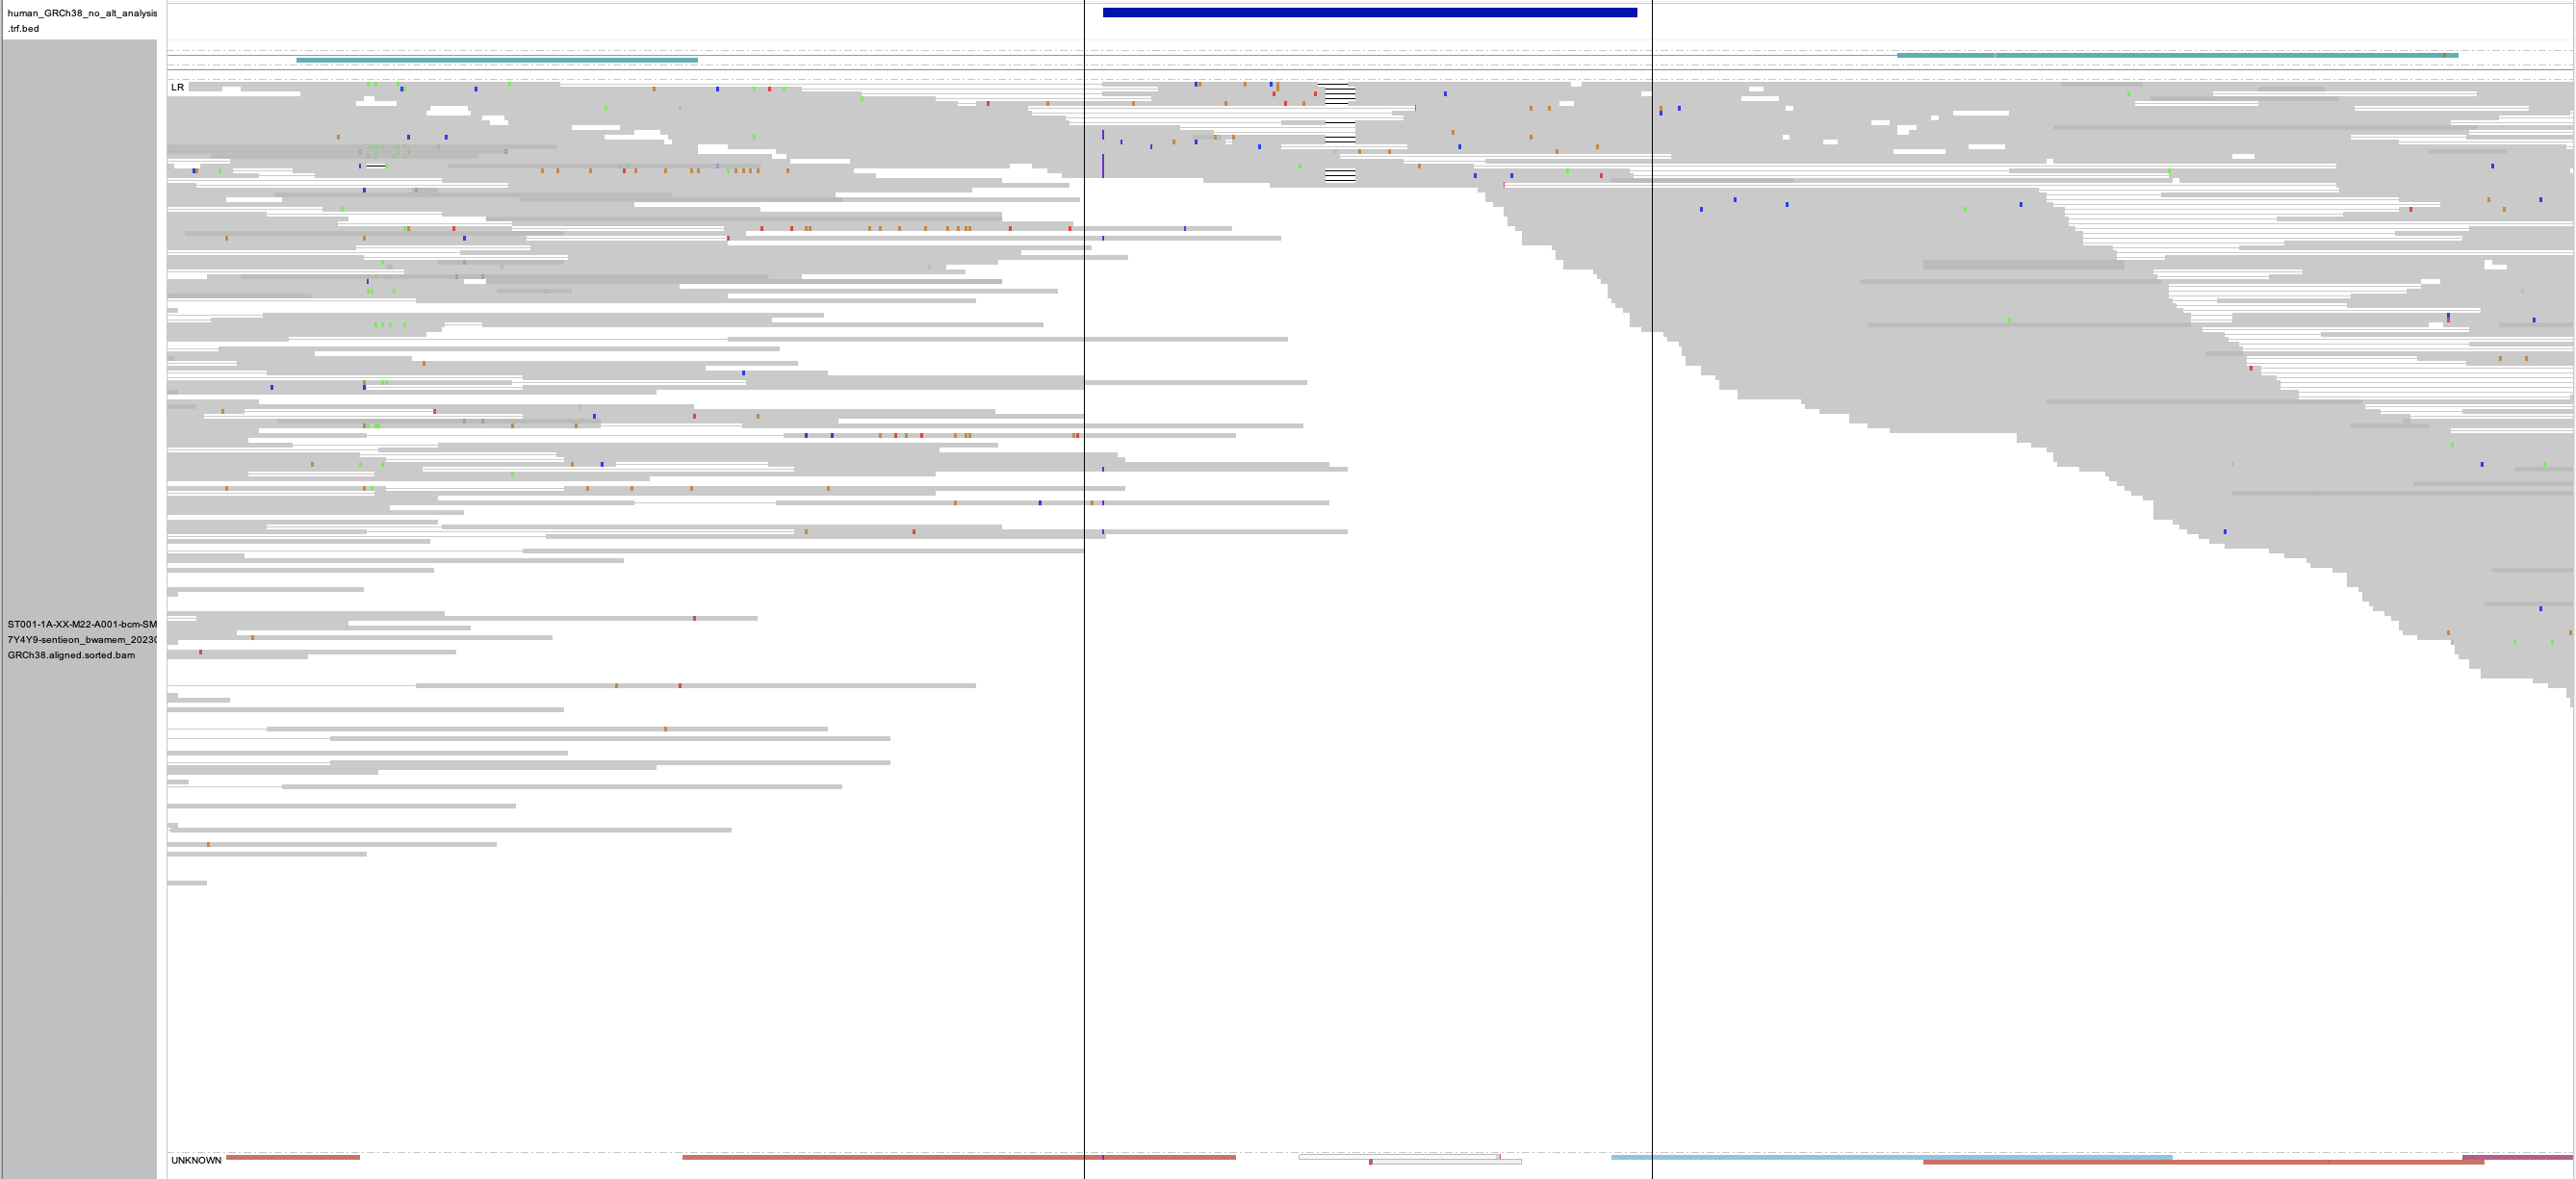 human_GRCh38_no_alt_analysis
.trf.bed
LR
ST001-1A-XX-M22-A001-bcm-SM
7Y4Y9-sentieon_bwamem_2023
GRCh38.aligned.sorted.bam
UNKNOWN